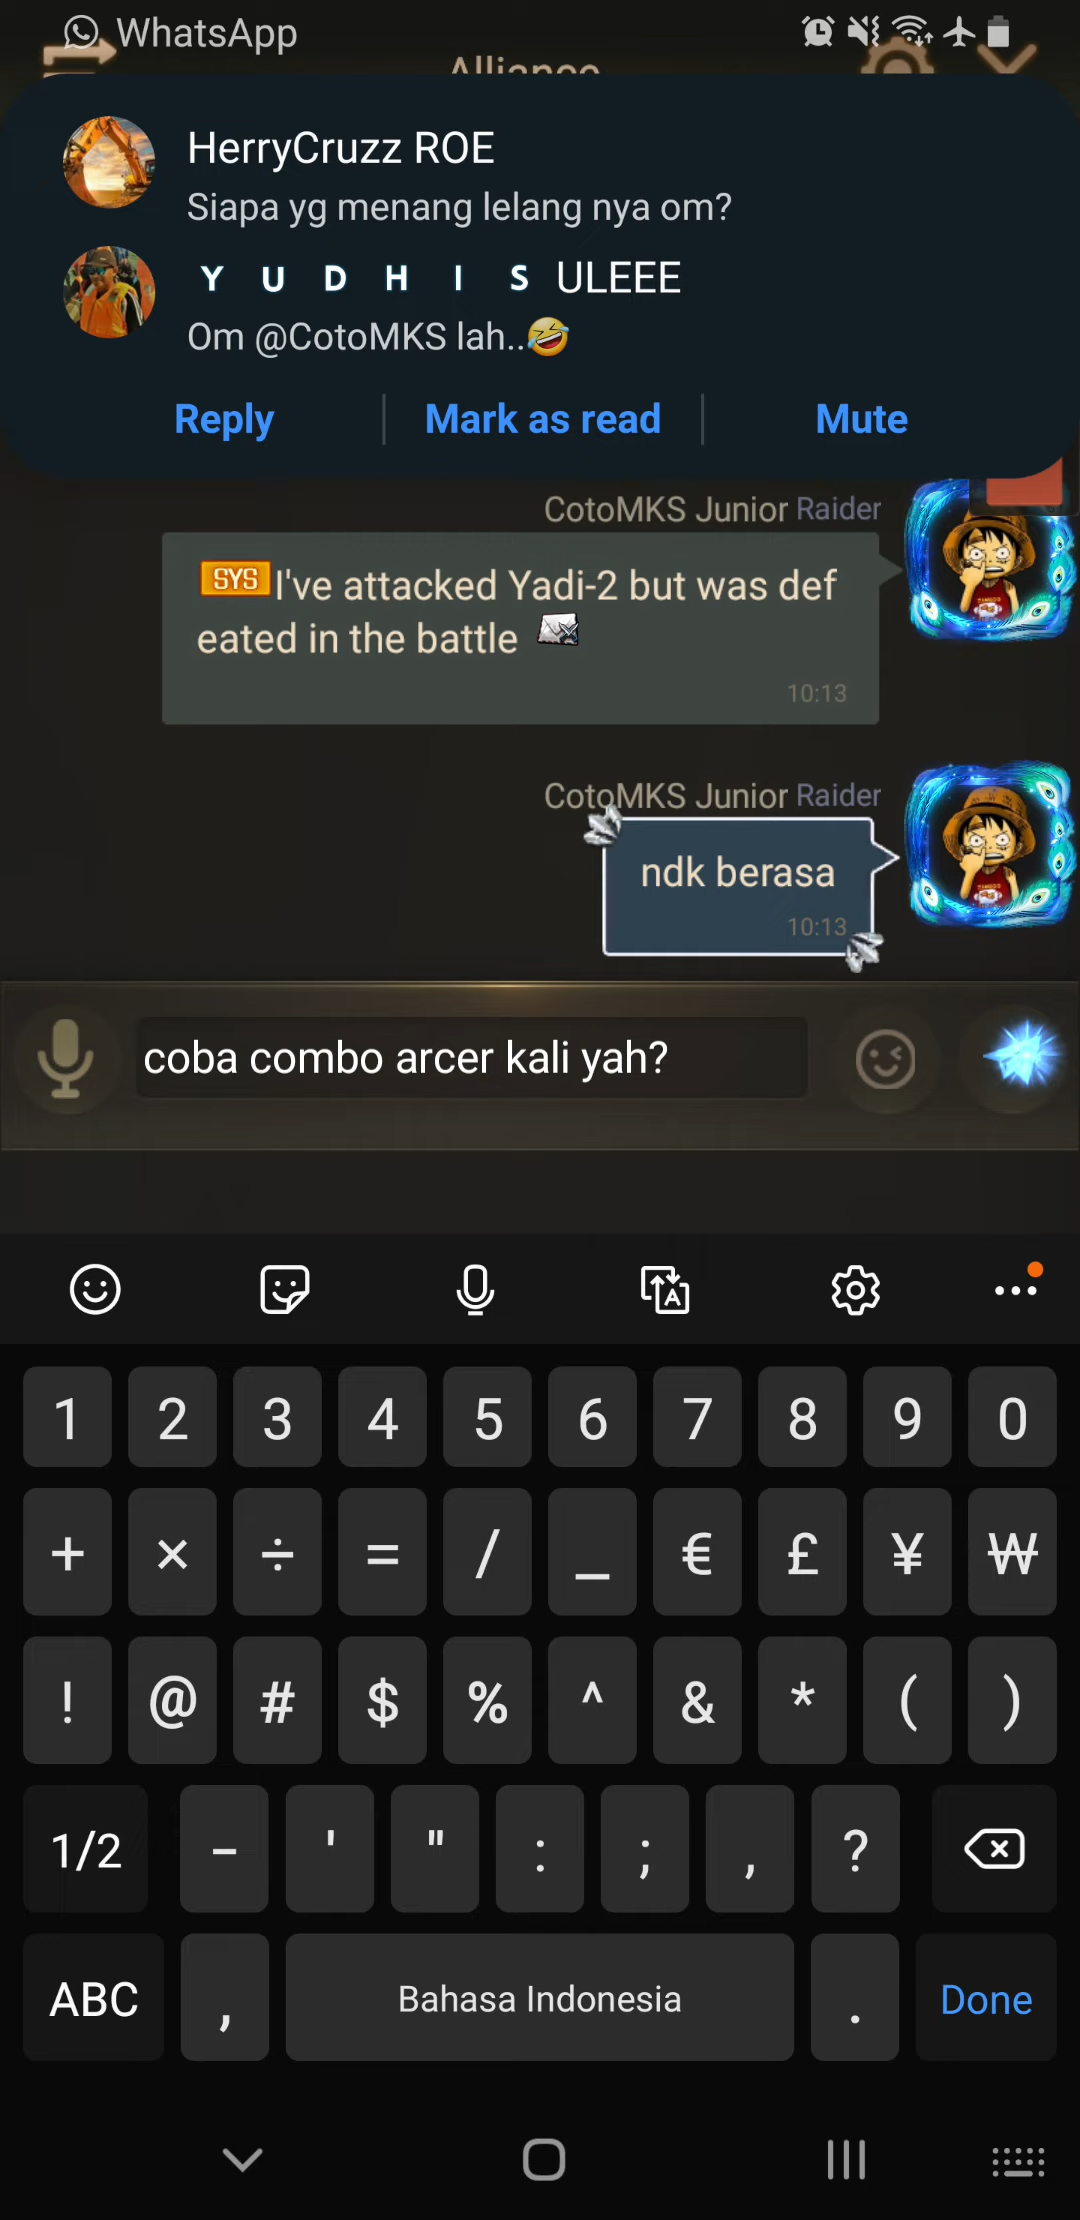 WhatsApp
Alliance
HerryCruzz ROE
Siapa yg menang lelang nya om?
Y U D H I S ULEEE
Om @CotoMKS lah..🤣
Reply
Mark as read
Mute
CotoMKS Junior Raider
SYS I've attacked Yadi-2 but was def
eated in the battle
10:13
CotoMKS Junior Raider
ndk berasa
10:13
coba combo arcer kali yah?
1 2 3 4 5 6 7 8 9 0
+ × ÷ = / _ € £ ¥ ₩
! @ # $ % ^ & * ( )
1/2 - ' " : ; , ?
ABC , Bahasa Indonesia . Done